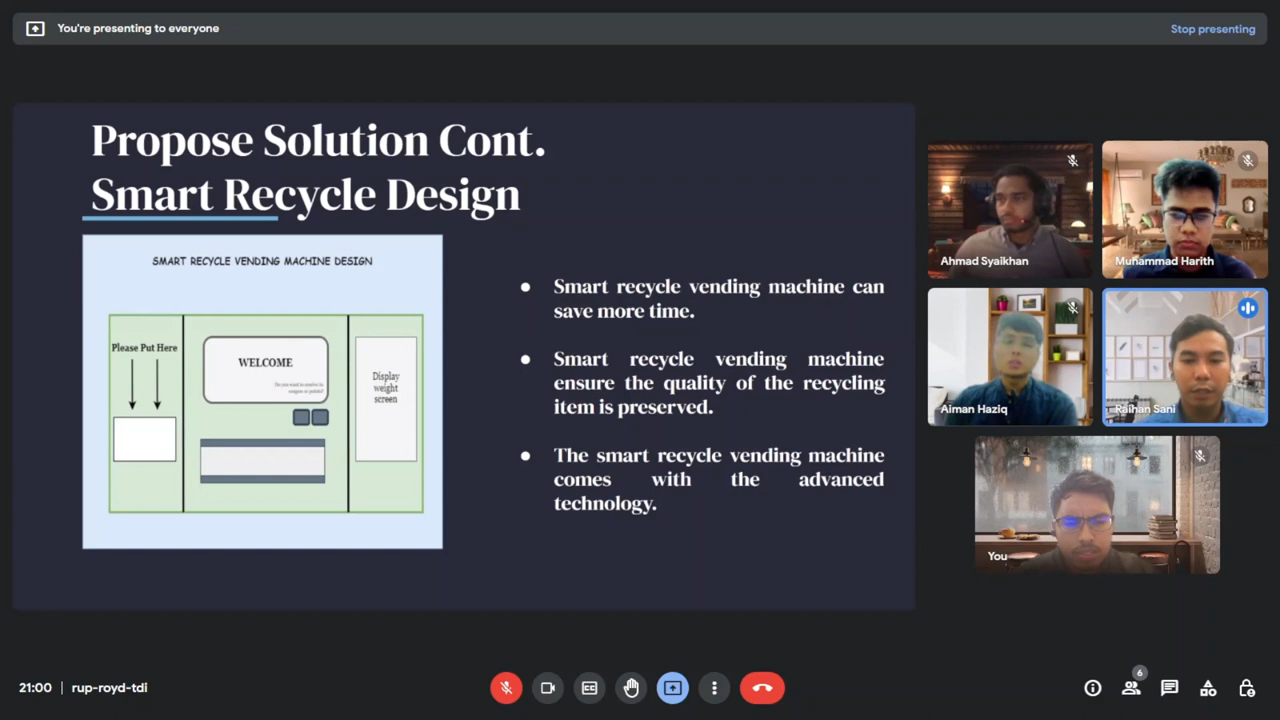 You're presenting to everyone
Stop presenting
Propose Solution Cont.
Smart Recycle Design
SMART RECYCLE VENDING MACHINE DESIGN
Please Put Here
WELCOME
Display
weight
screen
● Smart recycle vending machine can
save more time.
● Smart recycle vending machine
ensure the quality of the recycling
item is preserved.
● The smart recycle vending machine
comes with the advanced
technology.
Ahmad Syaikhan
Muhammad Harith
Aiman Haziq
Raihan Sani
You
21:00 | rup-royd-tdi
CC
6